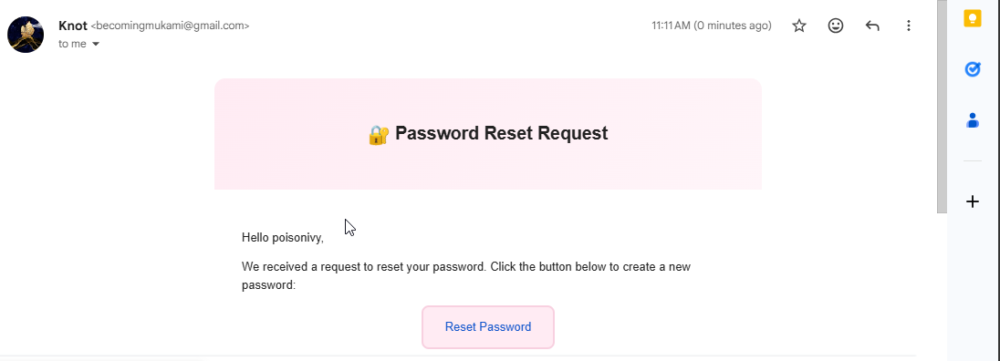 Knot <becomingmukami@gmail.com>
11:11 AM (0 minutes ago)
to me
🔐 Password Reset Request
Hello poisonivy,
We received a request to reset your password. Click the button below to create a new
password:
Reset Password